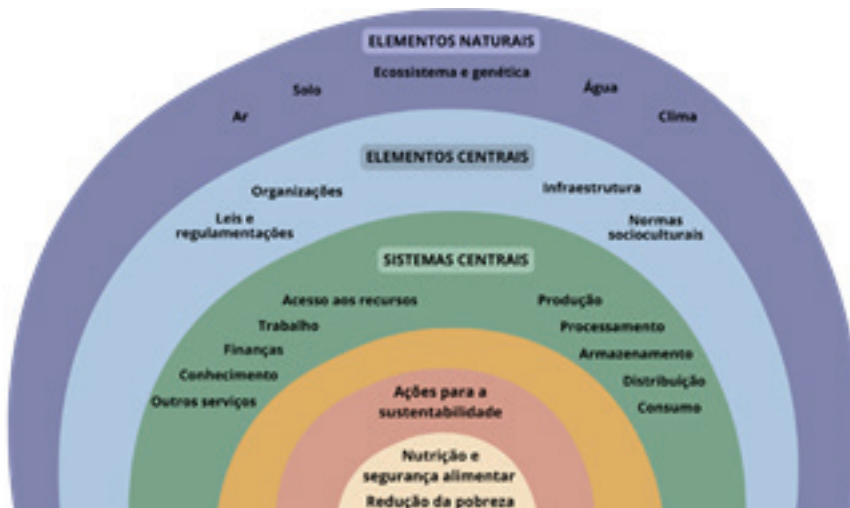 ELEMENTOS NATURAIS
Ecossistema e genética
Solo
Água
Ar
Clima
ELEMENTOS CENTRAIS
Organizações
Infraestrutura
Leis e
regulamentações
Normas
socioculturais
SISTEMAS CENTRAIS
Acesso aos recursos
Produção
Trabalho
Processamento
Finanças
Armazenamento
Conhecimento
Distribuição
Outros serviços
Consumo
Ações para a
sustentabilidade
Nutrição e
segurança alimentar
Redução da pobreza